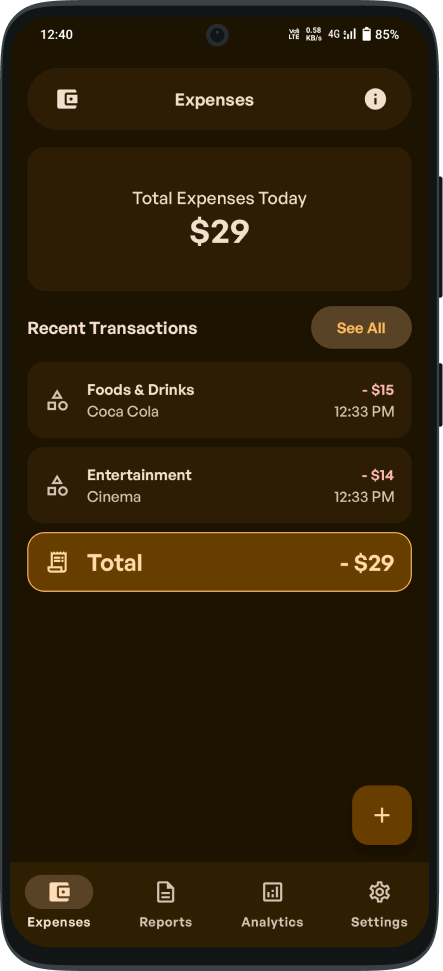 12:40
Vo) LTE 0.58 KB/s 4G 85%
Expenses
Total Expenses Today
$29
Recent Transactions See All
Foods & Drinks - $15
Coca Cola 12:33 PM
Entertainment - $14
Cinema 12:33 PM
Total - $29
+
Expenses Reports Analytics Settings